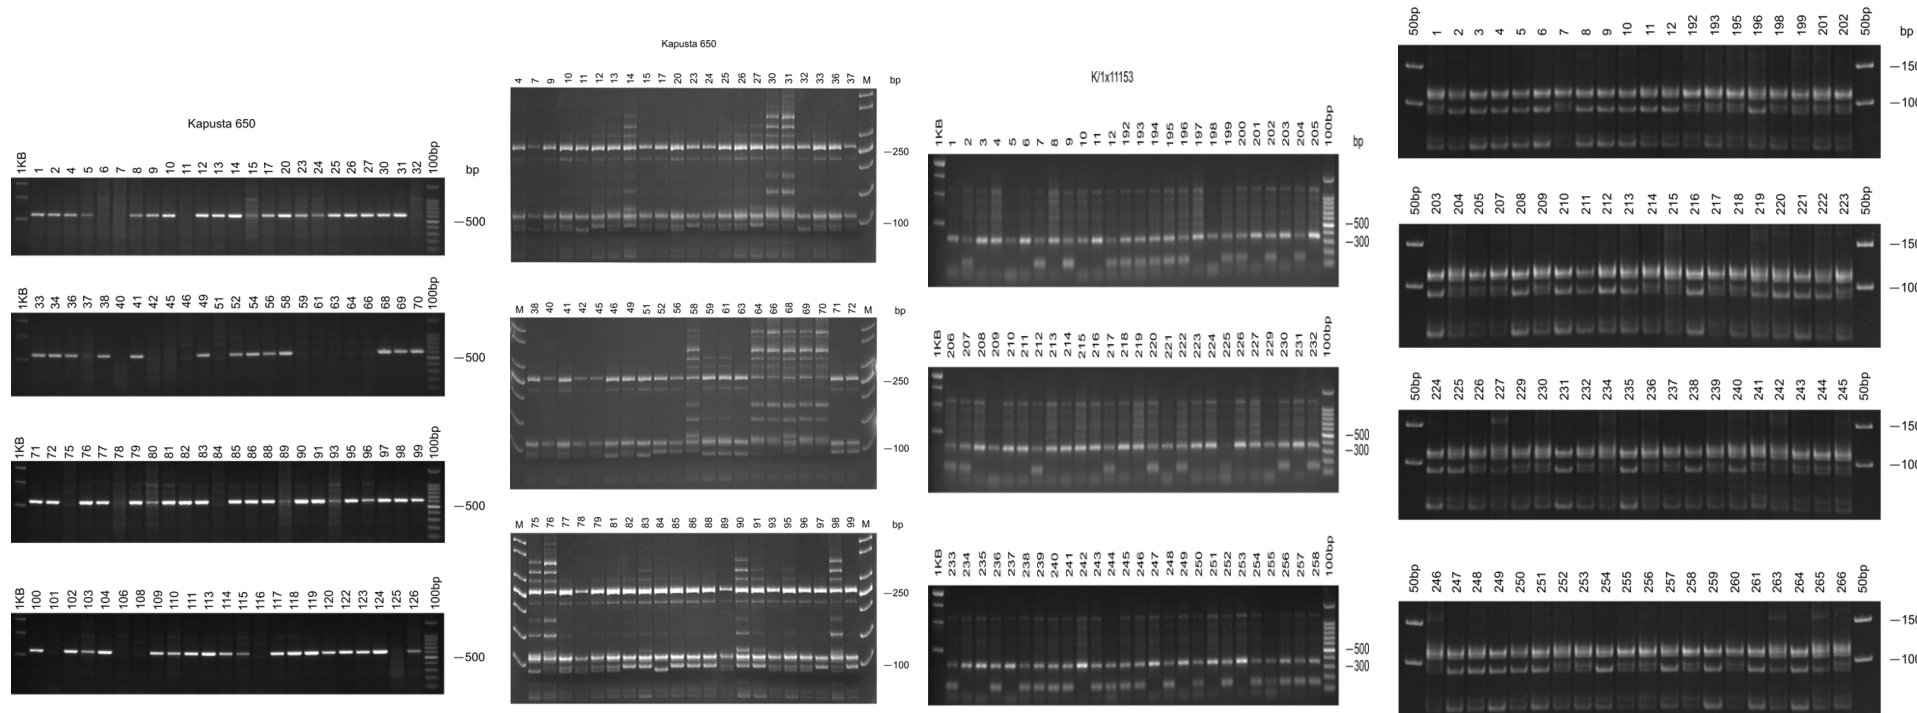 Kapusta 650
1KB 1 2 4 5 6 7 8 9 10 11 12 13 14 15 17 20 23 24 25 26 27 30 31 32 100bp
bp
500
1KB 33 34 36 37 38 40 41 42 45 46 49 51 52 54 56 58 59 61 63 64 66 68 69 70 100bp
500
1KB 71 72 75 76 77 78 79 80 81 82 83 84 85 86 88 89 90 91 93 95 96 97 98 99 100bp
500
1KB 100 101 102 103 104 106 108 109 110 111 113 114 115 116 117 118 119 120 122 123 124 125 126 100bp
500
Kapusta 650
4 7 9 10 11 12 13 14 15 17 20 23 24 25 26 27 30 31 32 33 36 37 M bp
250
100
M 38 40 41 42 45 46 49 51 52 56 58 59 61 63 64 66 68 69 70 71 72 M bp
250
100
M 75 76 77 78 79 81 82 83 84 85 86 88 89 90 91 93 95 96 97 98 99 M bp
250
100
K/1x11153
1KB 1 2 3 4 5 6 7 8 9 10 11 12 192 193 194 195 196 197 198 199 200 201 202 203 204 205 100bp
bp
500
300
1KB 206 207 208 209 210 211 212 213 214 215 216 217 218 219 220 221 222 223 224 225 226 227 229 230 231 232 100bp
500
300
1KB 233 234 235 236 237 238 239 240 241 242 243 244 245 246 247 248 249 250 251 252 253 254 255 256 257 258 100bp
500
300
50bp 1 2 3 4 5 6 7 8 9 10 11 12 192 193 195 196 198 199 201 202 50bp bp
150
100
50bp 203 204 205 207 208 209 210 211 212 213 214 215 216 217 218 219 220 221 222 223 50bp
150
100
50bp 224 225 226 227 229 230 231 232 234 235 236 237 238 239 240 241 242 243 244 245 50bp
150
100
50bp 246 247 248 249 250 251 252 253 254 255 256 257 258 259 260 261 263 264 265 266 50bp
150
100